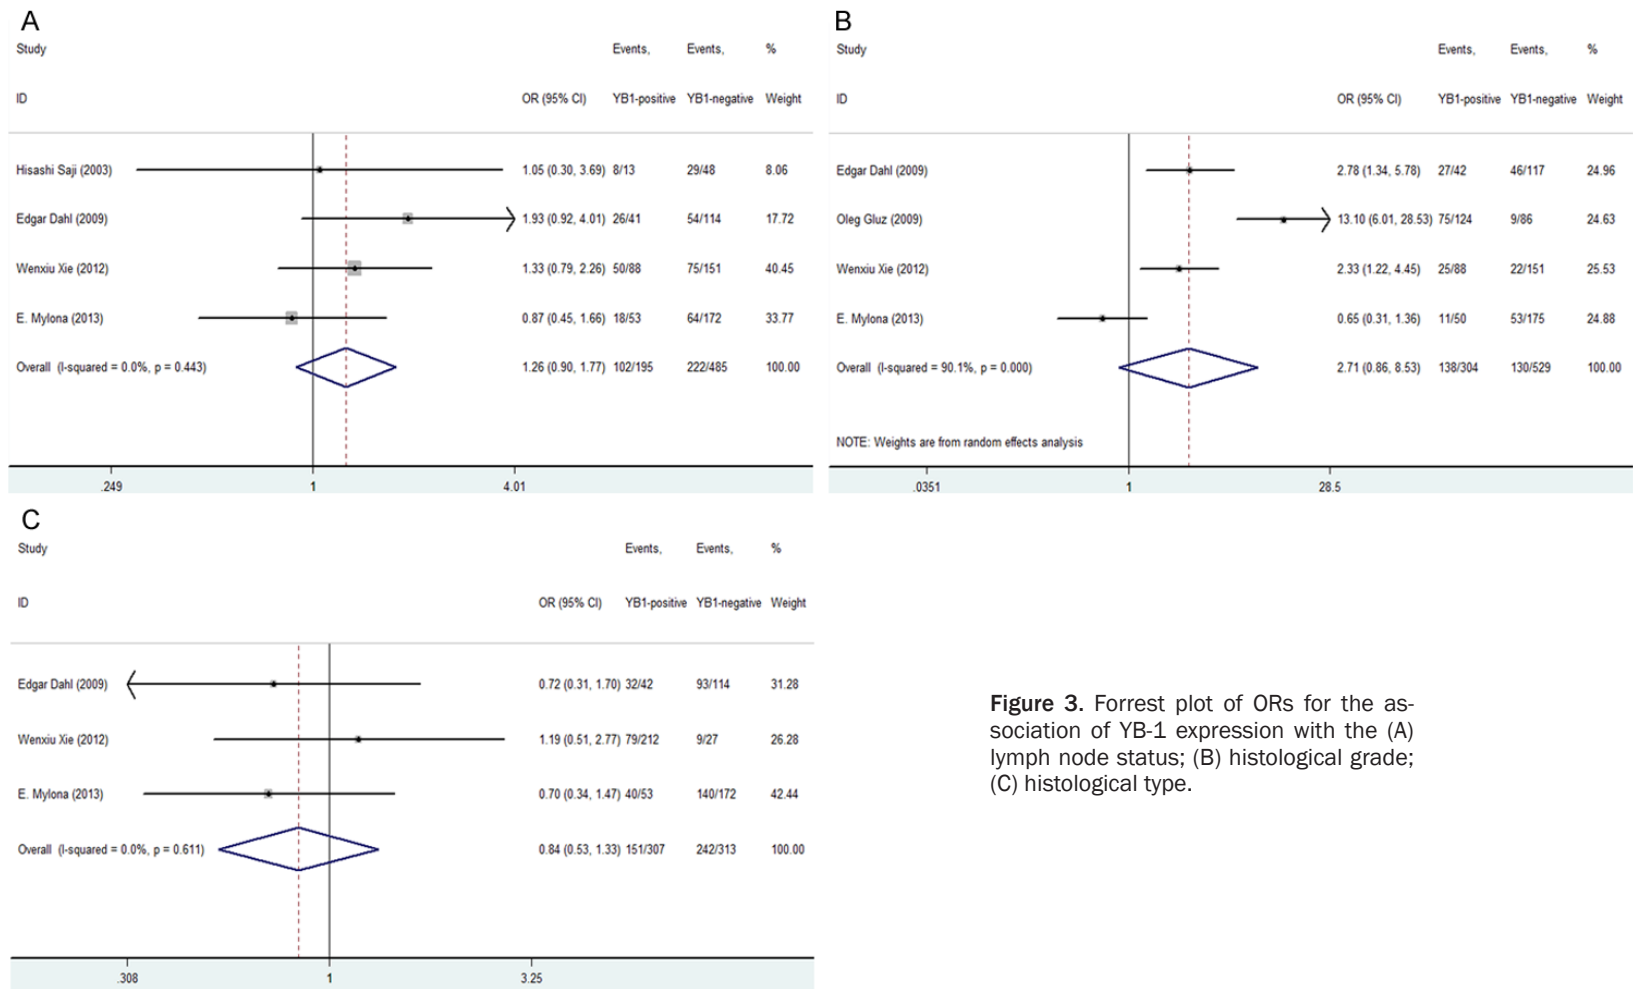 A
Study Events, Events, %
ID OR (95% CI) YB1-positive YB1-negative Weight
Hisashi Saji (2003) 1.05 (0.30, 3.69) 8/13 29/48 8.06
Edgar Dahl (2009) 1.93 (0.92, 4.01) 26/41 54/114 17.72
Wenxiu Xie (2012) 1.33 (0.79, 2.26) 50/88 75/151 40.45
E. Mylona (2013) 0.87 (0.45, 1.66) 18/53 64/172 33.77
Overall (I-squared = 0.0%, p = 0.443) 1.26 (0.90, 1.77) 102/195 222/485 100.00
.249 1 4.01
B
Study Events, Events, %
ID OR (95% CI) YB1-positive YB1-negative Weight
Edgar Dahl (2009) 2.78 (1.34, 5.78) 27/42 46/117 24.96
Oleg Gluz (2009) 13.10 (6.01, 28.53) 75/124 9/86 24.63
Wenxiu Xie (2012) 2.33 (1.22, 4.45) 25/88 22/151 25.53
E. Mylona (2013) 0.65 (0.31, 1.36) 11/50 53/175 24.88
Overall (I-squared = 90.1%, p = 0.000) 2.71 (0.86, 8.53) 138/304 130/529 100.00
NOTE: Weights are from random effects analysis
.0351 1 28.5
C
Study Events, Events, %
ID OR (95% CI) YB1-positive YB1-negative Weight
Edgar Dahl (2009) 0.72 (0.31, 1.70) 32/42 93/114 31.28
Wenxiu Xie (2012) 1.19 (0.51, 2.77) 79/212 9/27 26.28
E. Mylona (2013) 0.70 (0.34, 1.47) 40/53 140/172 42.44
Overall (I-squared = 0.0%, p = 0.611) 0.84 (0.53, 1.33) 151/307 242/313 100.00
.308 1 3.25
Figure 3. Forrest plot of ORs for the as-
sociation of YB-1 expression with the (A)
lymph node status; (B) histological grade;
(C) histological type.